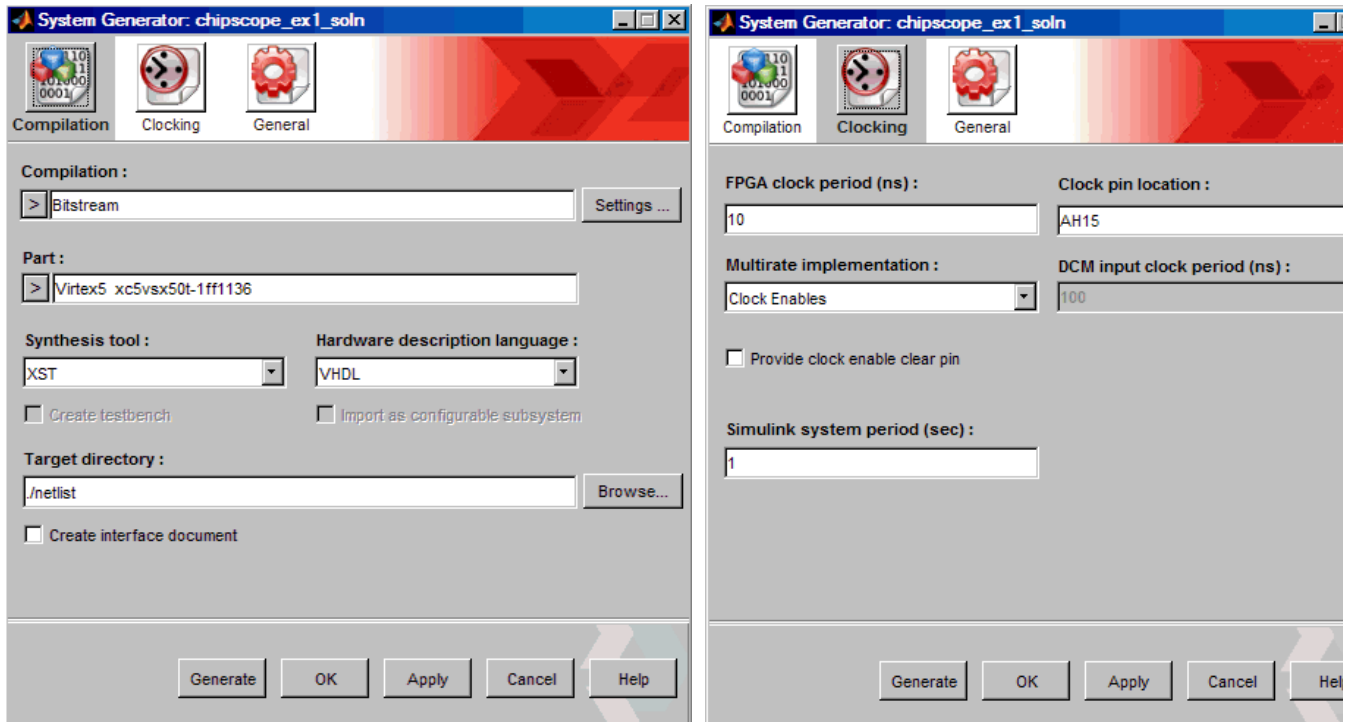 System Generator: chipscope_ex1_soln
Compilation
Clocking
General
Compilation :
> Bitstream
Settings ...
Part :
> Virtex5 xc5vsx50t-1ff1136
Synthesis tool :
Hardware description language :
XST
VHDL
Create testbench
Import as configurable subsystem
Target directory :
./netlist
Browse...
Create interface document
Generate
OK
Apply
Cancel
Help
System Generator: chipscope_ex1_soln
Compilation
Clocking
General
FPGA clock period (ns) :
Clock pin location :
10
AH15
Multirate implementation :
DCM input clock period (ns) :
Clock Enables
100
Provide clock enable clear pin
Simulink system period (sec) :
1
Generate
OK
Apply
Cancel
Hel